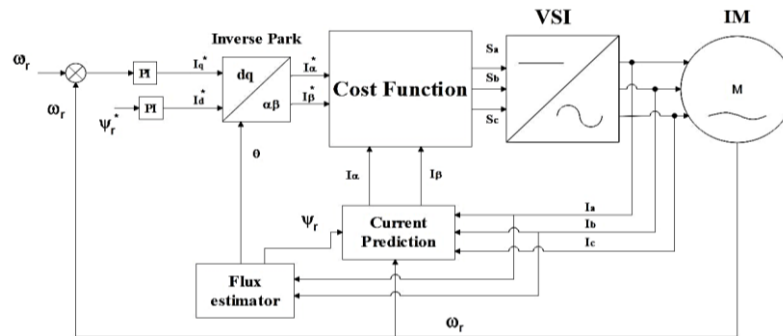 VSI
IM
Inverse Park
ωr
PI
Iq*
dq
αβ
Iα*
Iβ*
Cost Function
Sa
Sb
Sc
M
ωr
ψr*
PI
Id*
θ
Iα
Iβ
ψr
Current
Prediction
Ia
Ib
Ic
Flux
estimator
ωr